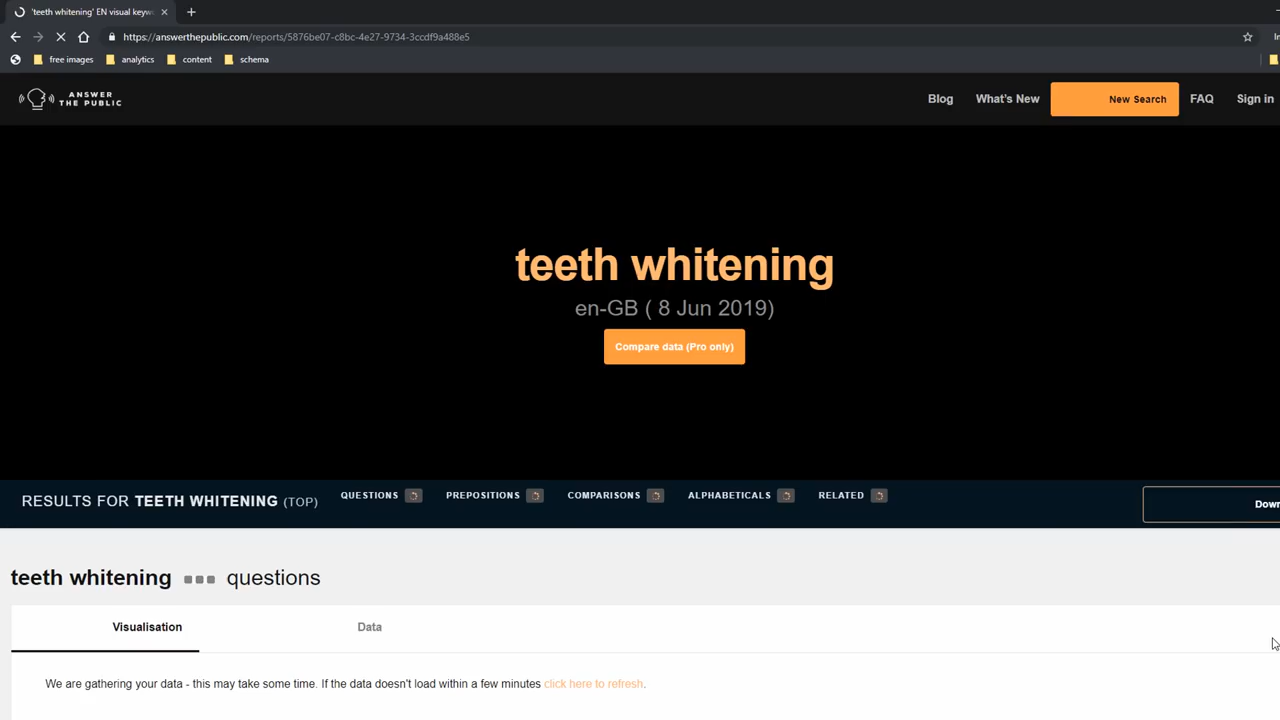 'teeth whitening' EN visual keyw
https://answerthepublic.com/reports/5876be07-c8bc-4e27-9734-3ccdf9a488e5
free images analytics content schema
ANSWER THE PUBLIC
Blog What's New New Search FAQ Sign in
teeth whitening
en-GB ( 8 Jun 2019)
Compare data (Pro only)
RESULTS FOR TEETH WHITENING (TOP) QUESTIONS PREPOSITIONS COMPARISONS ALPHABETICALS RELATED Down
teeth whitening questions
Visualisation Data
We are gathering your data - this may take some time. If the data doesn't load within a few minutes click here to refresh.